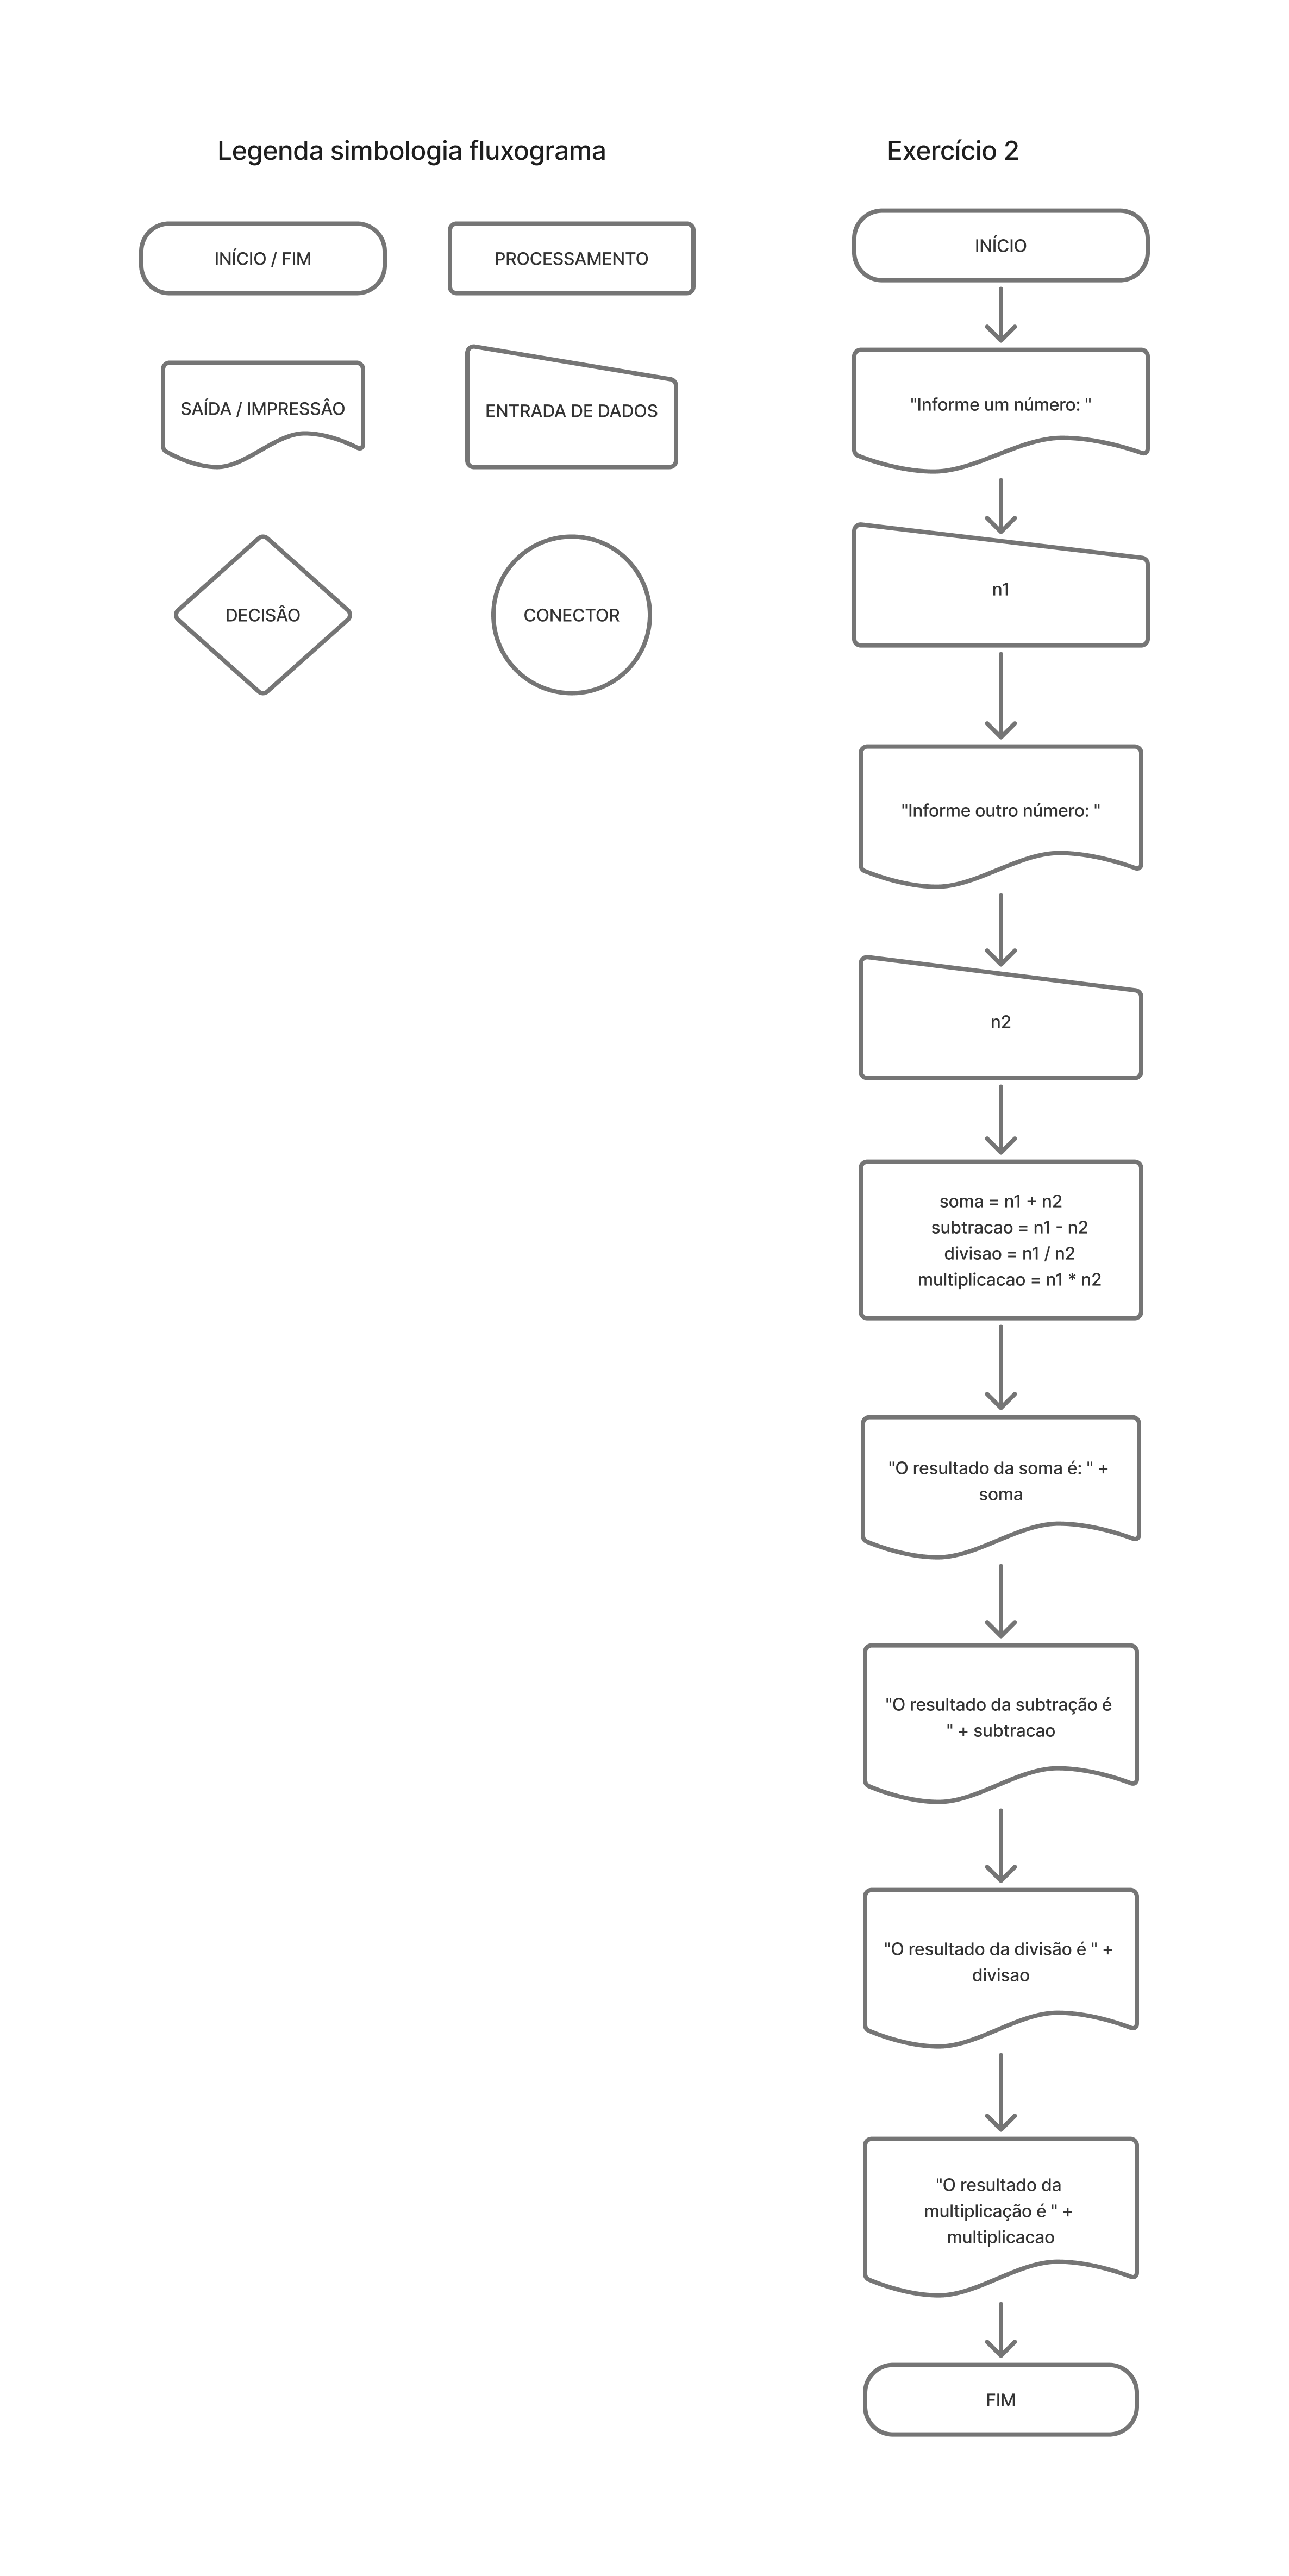 Legenda simbologia fluxograma
INÍCIO / FIM
PROCESSAMENTO
SAÍDA / IMPRESSÂO
ENTRADA DE DADOS
DECISÂO
CONECTOR
Exercício 2
INÍCIO
"Informe um número: "
n1
"Informe outro número: "
n2
soma = n1 + n2
subtracao = n1 - n2
divisao = n1 / n2
multiplicacao = n1 * n2
"O resultado da soma é: " +
soma
"O resultado da subtração é
" + subtracao
"O resultado da divisão é " +
divisao
"O resultado da
multiplicação é " +
multiplicacao
FIM